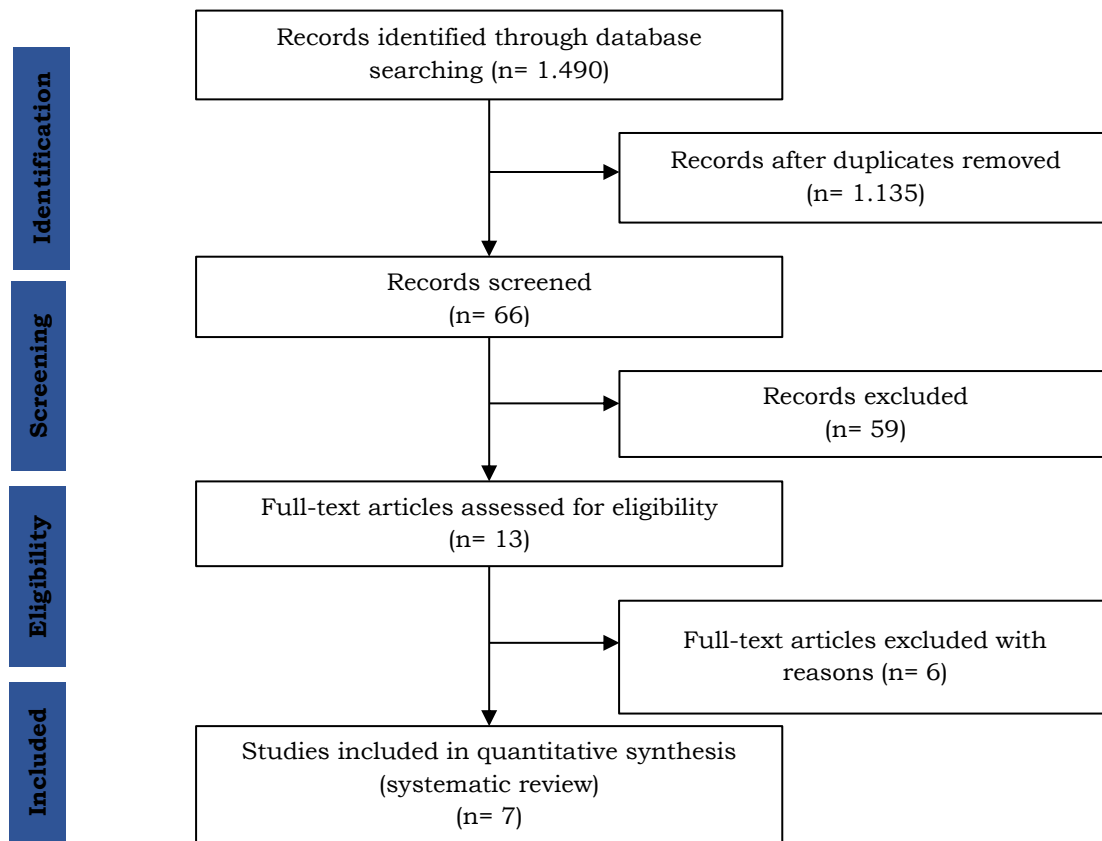 Records identified through database
searching (n= 1.490)
Identification
Records after duplicates removed
(n= 1.135)
Records screened
(n= 66)
Screening
Records excluded
(n= 59)
Full-text articles assessed for eligibility
(n= 13)
Eligibility
Full-text articles excluded with
reasons (n= 6)
Included
Studies included in quantitative synthesis
(systematic review)
(n= 7)